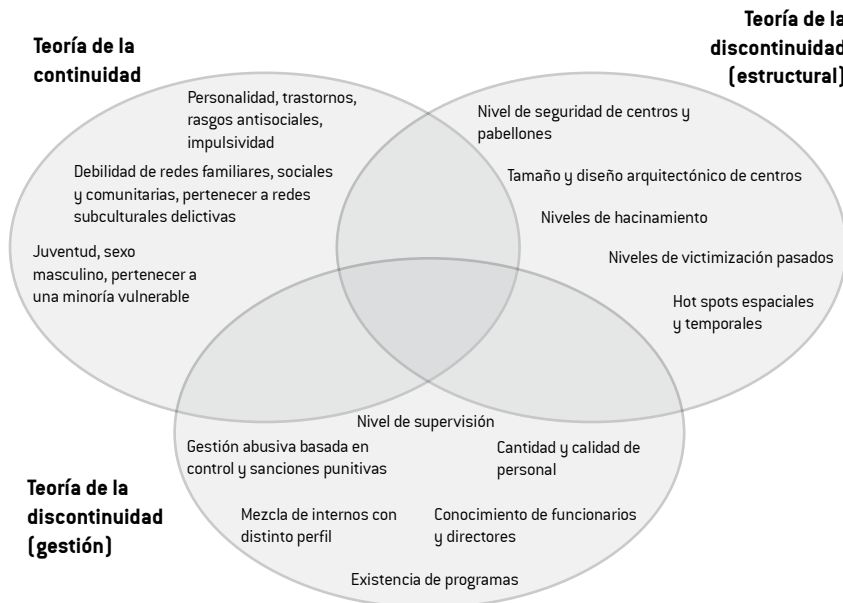 Teoría de la
continuidad
Teoría de la
discontinuidad
(estructural)
Personalidad, trastornos,
rasgos antisociales,
impulsividad
Debilidad de redes familiares, sociales
y comunitarias, pertenecer a redes
subculturales delictivas
Juventud, sexo
masculino, pertenecer a
una minoría vulnerable
Nivel de seguridad de centros y
pabellones
Tamaño y diseño arquitectónico de centros
Niveles de hacinamiento
Niveles de victimización pasados
Hot spots espaciales
y temporales
Teoría de la
discontinuidad
(gestión)
Nivel de supervisión
Gestión abusiva basada en
control y sanciones punitivas
Cantidad y calidad de
personal
Mezcla de internos con
distinto perfil
Conocimiento de funcionarios
y directores
Existencia de programas